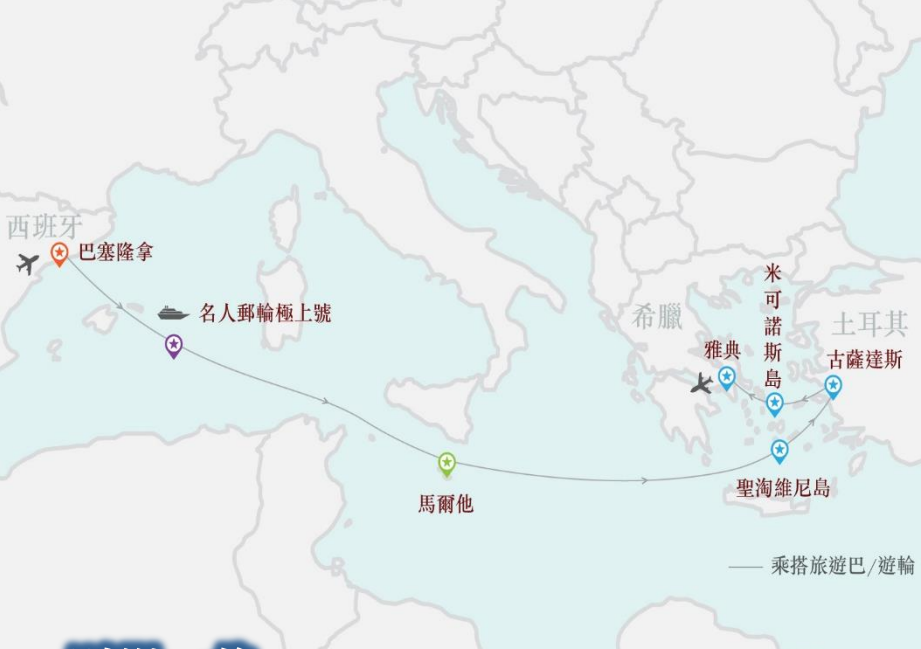 西班牙
巴塞隆拿
名人郵輪極上號
馬爾他
希臘
雅典
米可諾斯島
土耳其
古薩達斯
聖淘維尼島
乘搭旅遊巴/遊輪